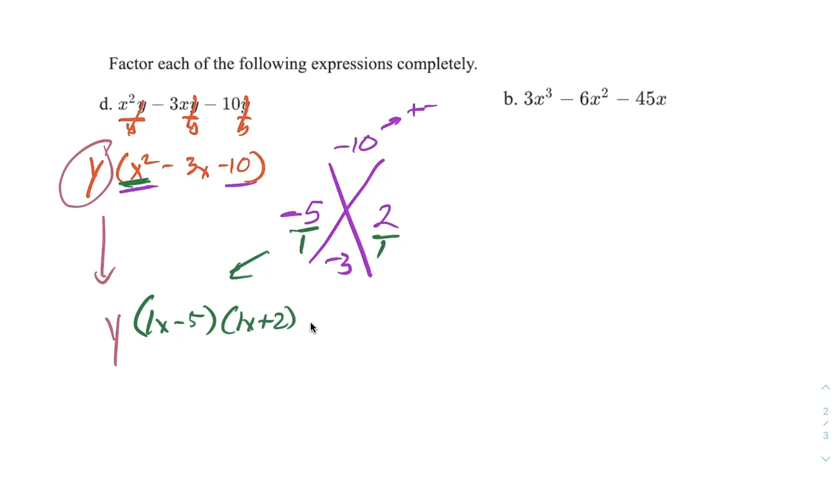 Factor each of the following expressions completely.
d. x²y − 3xy − 10y
y y y
y(x² − 3x −10)
−10 → +−
−5/1 2/1
−3
y(1x−5)(1x+2)
b. 3x³ − 6x² − 45x
2
/
3